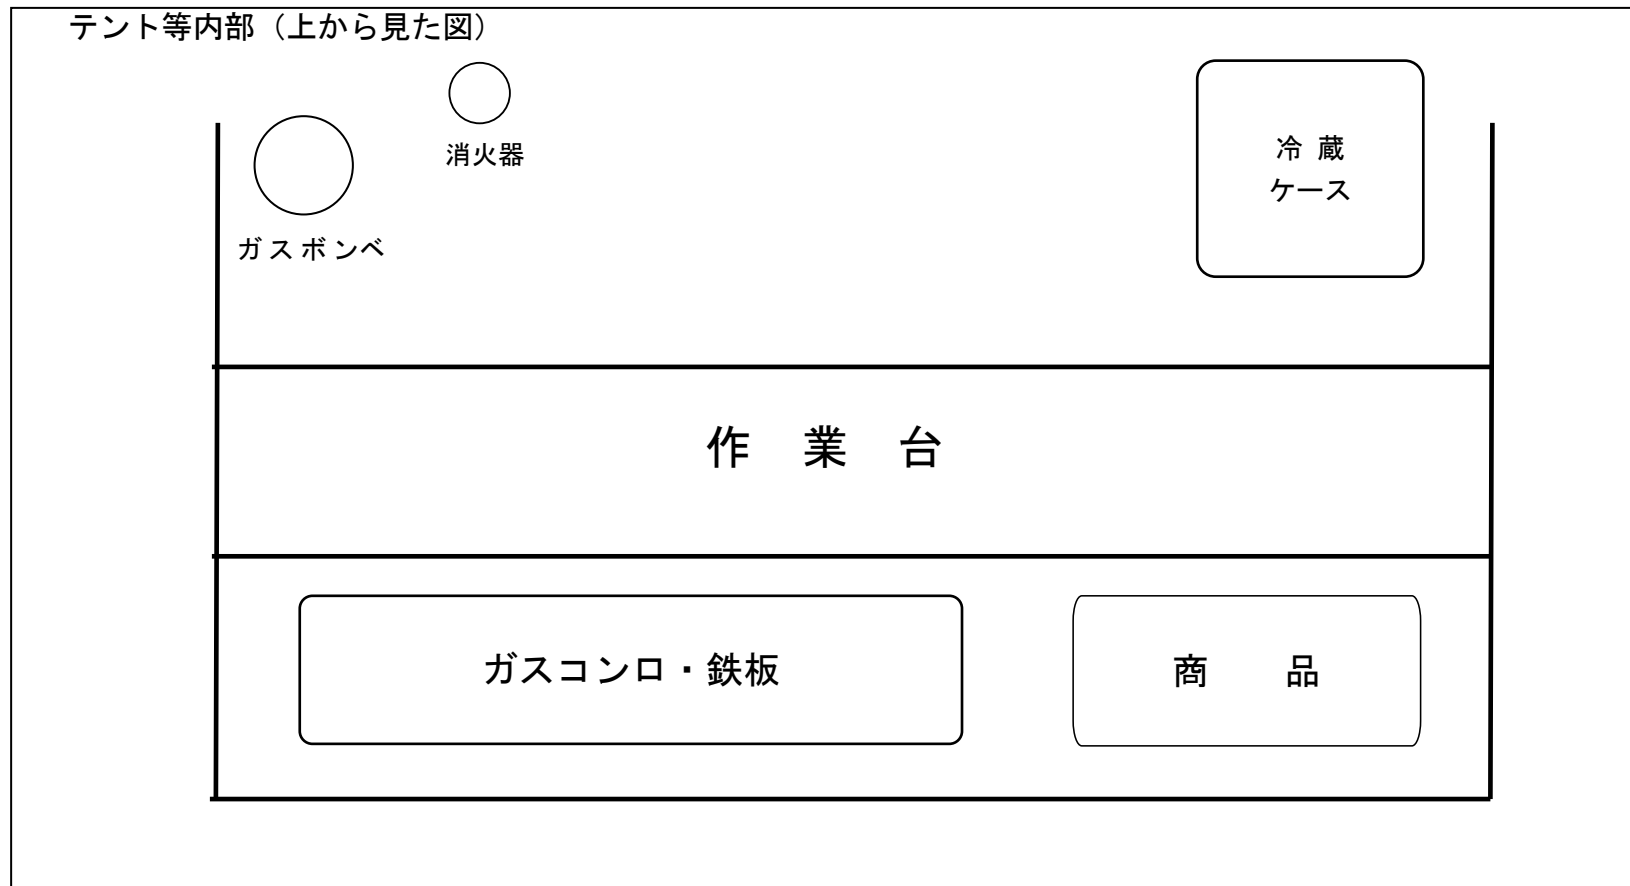 テント等内部（上から見た図）
消火器
冷蔵
ケース
ガスボンベ
作業台
ガスコンロ・鉄板
商品